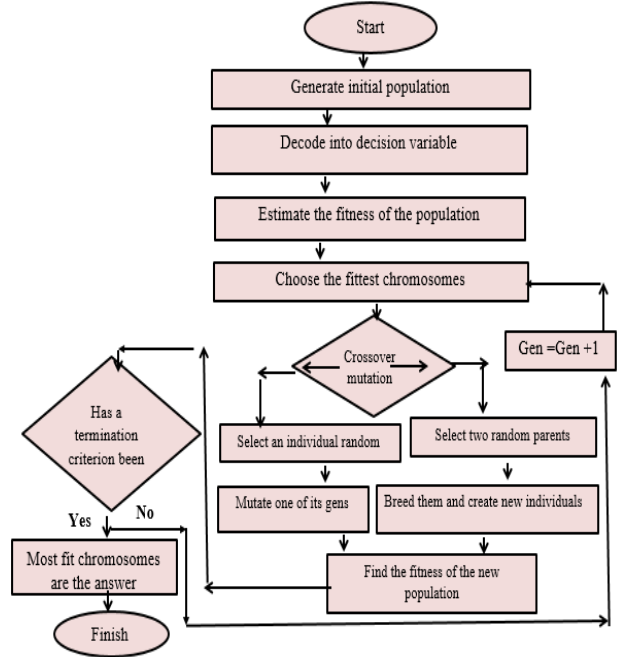 Start
Generate initial population
Decode into decision variable
Estimate the fitness of the population
Choose the fittest chromosomes
Gen =Gen +1
Crossover
mutation
Has a
termination
criterion been
Select an individual random
Select two random parents
Mutate one of its gens
Breed them and create new individuals
Yes
No
Most fit chromosomes
are the answer
Find the fitness of the new
population
Finish